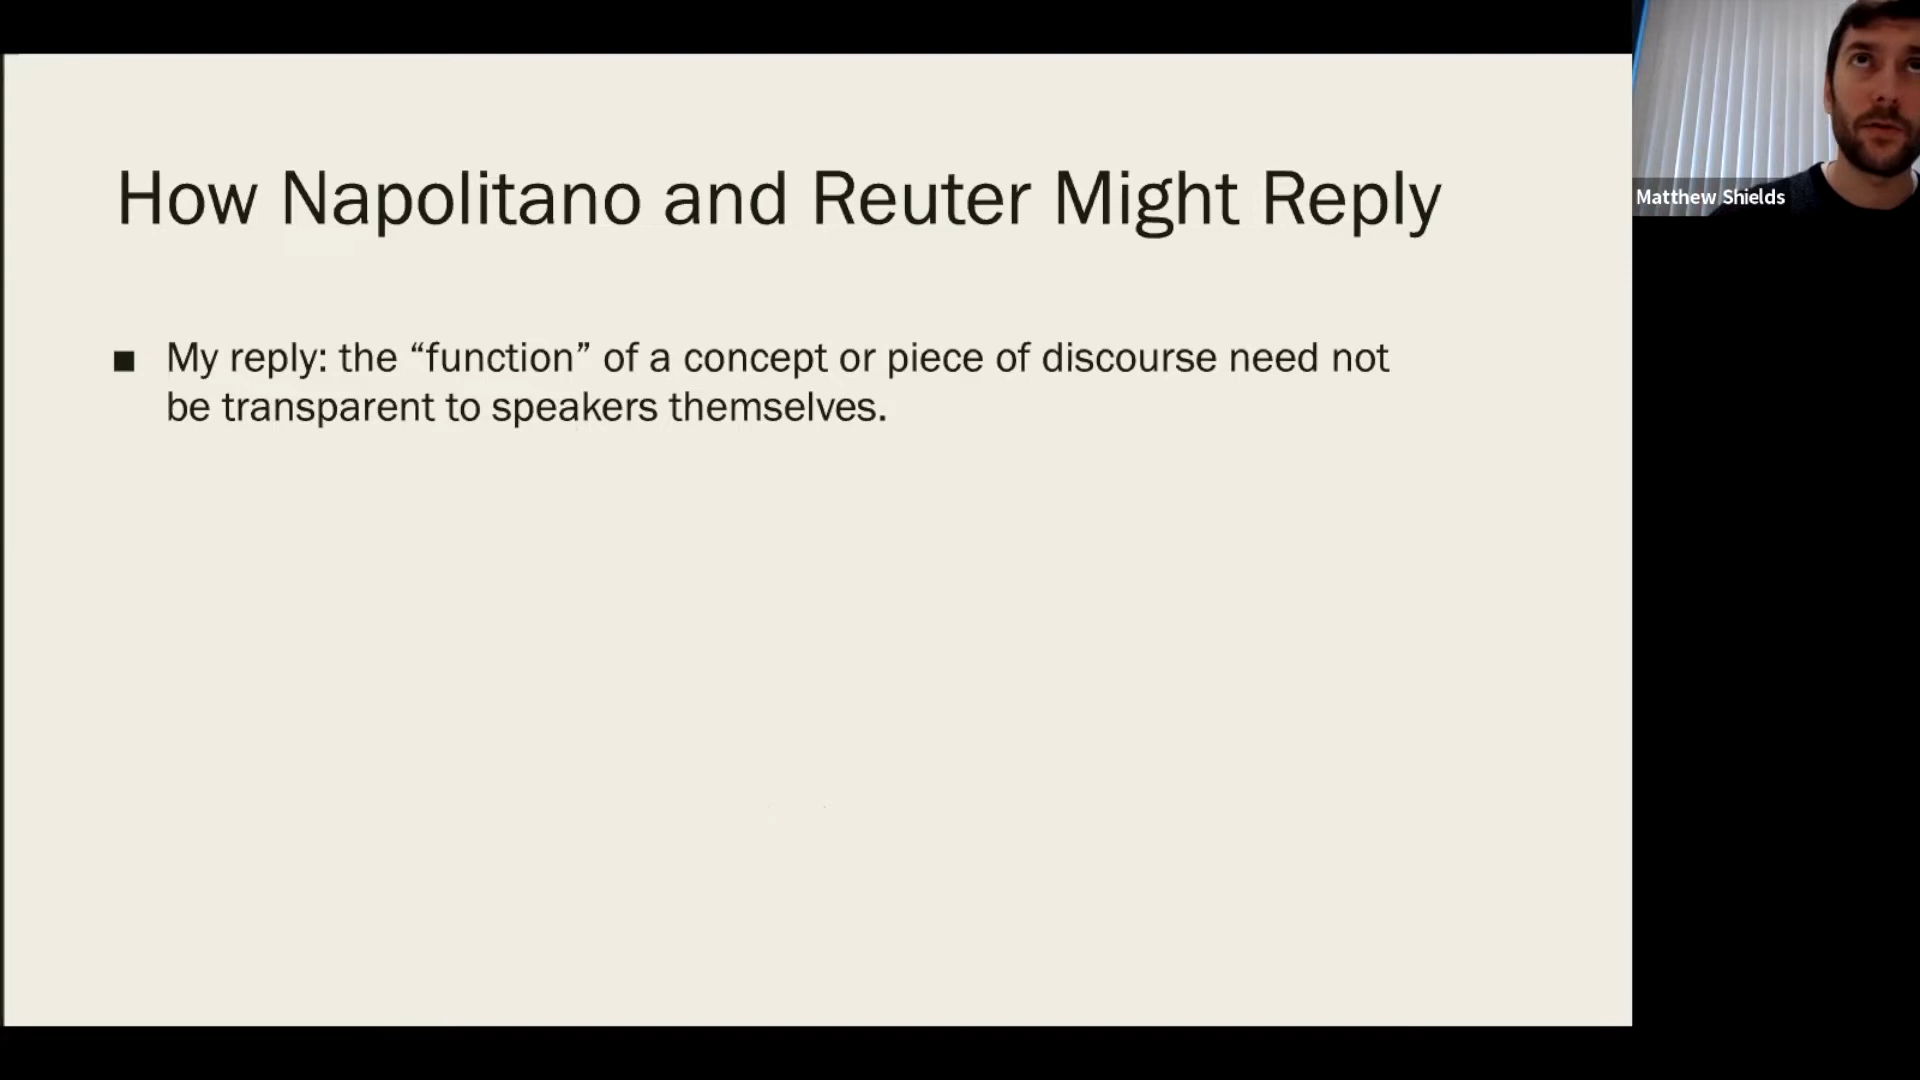 How Napolitano and Reuter Might Reply
■ My reply: the “function” of a concept or piece of discourse need not
be transparent to speakers themselves.
Matthew Shields